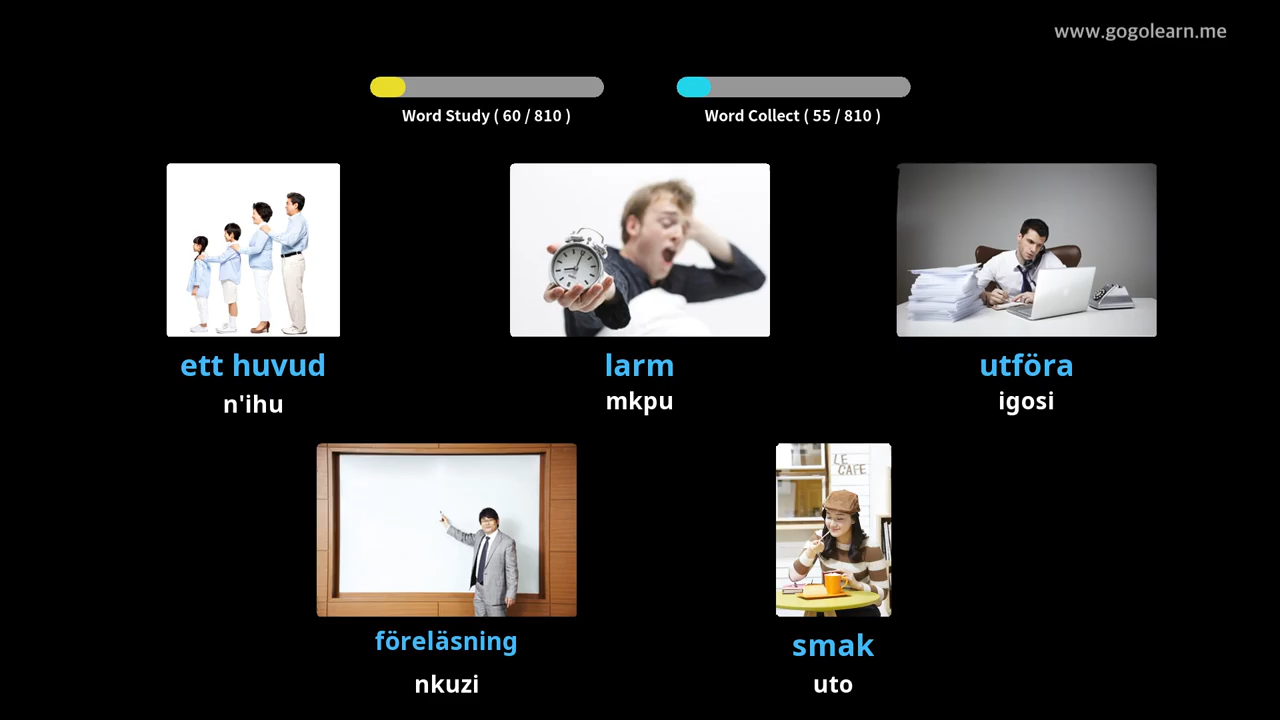 www.gogolearn.me
Word Study ( 60 / 810 )
Word Collect ( 55 / 810 )
ett huvud
n'ihu
larm
mkpu
utföra
igosi
LE
CAFE
föreläsning
nkuzi
smak
uto